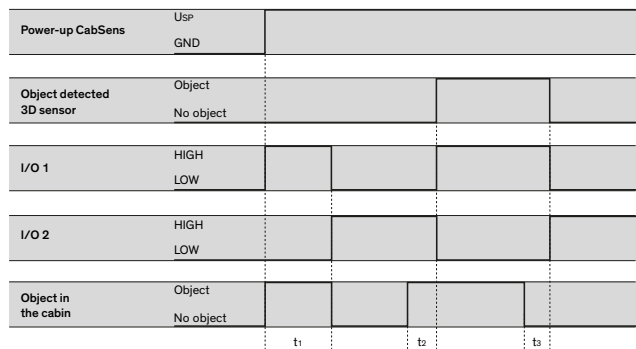 Power-up CabSens
USP
GND
Object detected
3D sensor
Object
No object
I/O 1
HIGH
LOW
I/O 2
HIGH
LOW
Object in
the cabin
Object
No object
t1 t2 t3